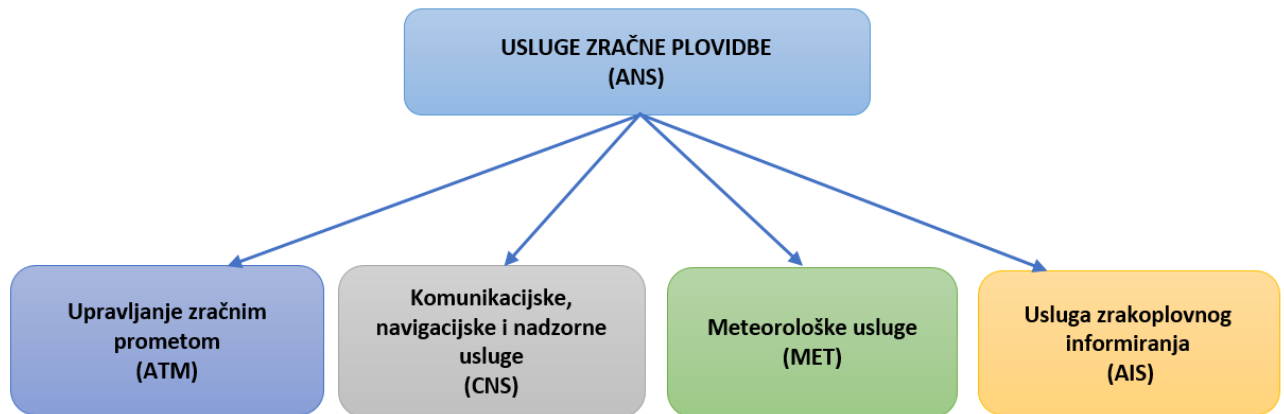 USLUGE ZRAČNE PLOVIDBE
(ANS)
Upravljanje zračnim
prometom
(ATM)
Komunikacijske,
navigacijske i nadzorne
usluge
(CNS)
Meteorološke usluge
(MET)
Usluga zrakoplovnog
informiranja
(AIS)